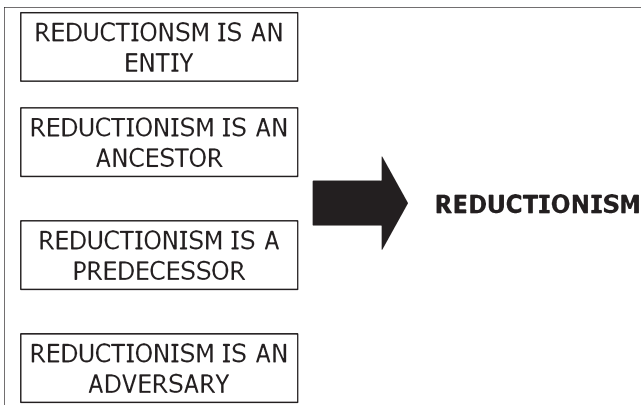 REDUCTIONSM IS AN
ENTIY
REDUCTIONISM IS AN
ANCESTOR
REDUCTIONISM IS A
PREDECESSOR
REDUCTIONISM IS AN
ADVERSARY
REDUCTIONISM